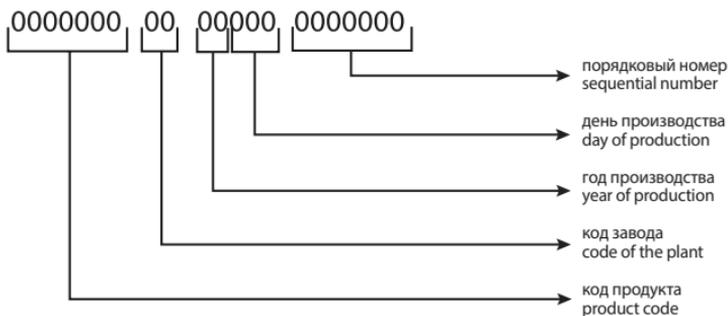 0000000 00 00000 0000000
порядковый номер
sequential number
день производства
day of production
год производства
year of production
код завода
code of the plant
код продукта
product code